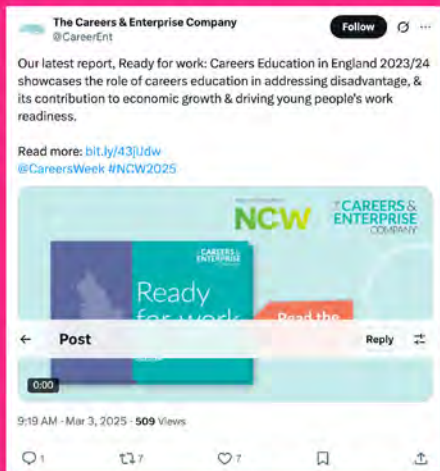 The Careers & Enterprise Company
@CareerEnt
Follow
Our latest report, Ready for work: Careers Education in England 2023/24
showcases the role of careers education in addressing disadvantage, &
its contribution to economic growth & driving young people's work
readiness.
Read more: bit.ly/43jlJdw
@CareersWeek #NCW2025
NCW
THE CAREERS &
ENTERPRISE
COMPANY
THE CAREERS &
ENTERPRISE
Ready
for work
Read the
Post
Reply
0:00
9:19 AM · Mar 3, 2025 · 509 Views
1
7
7